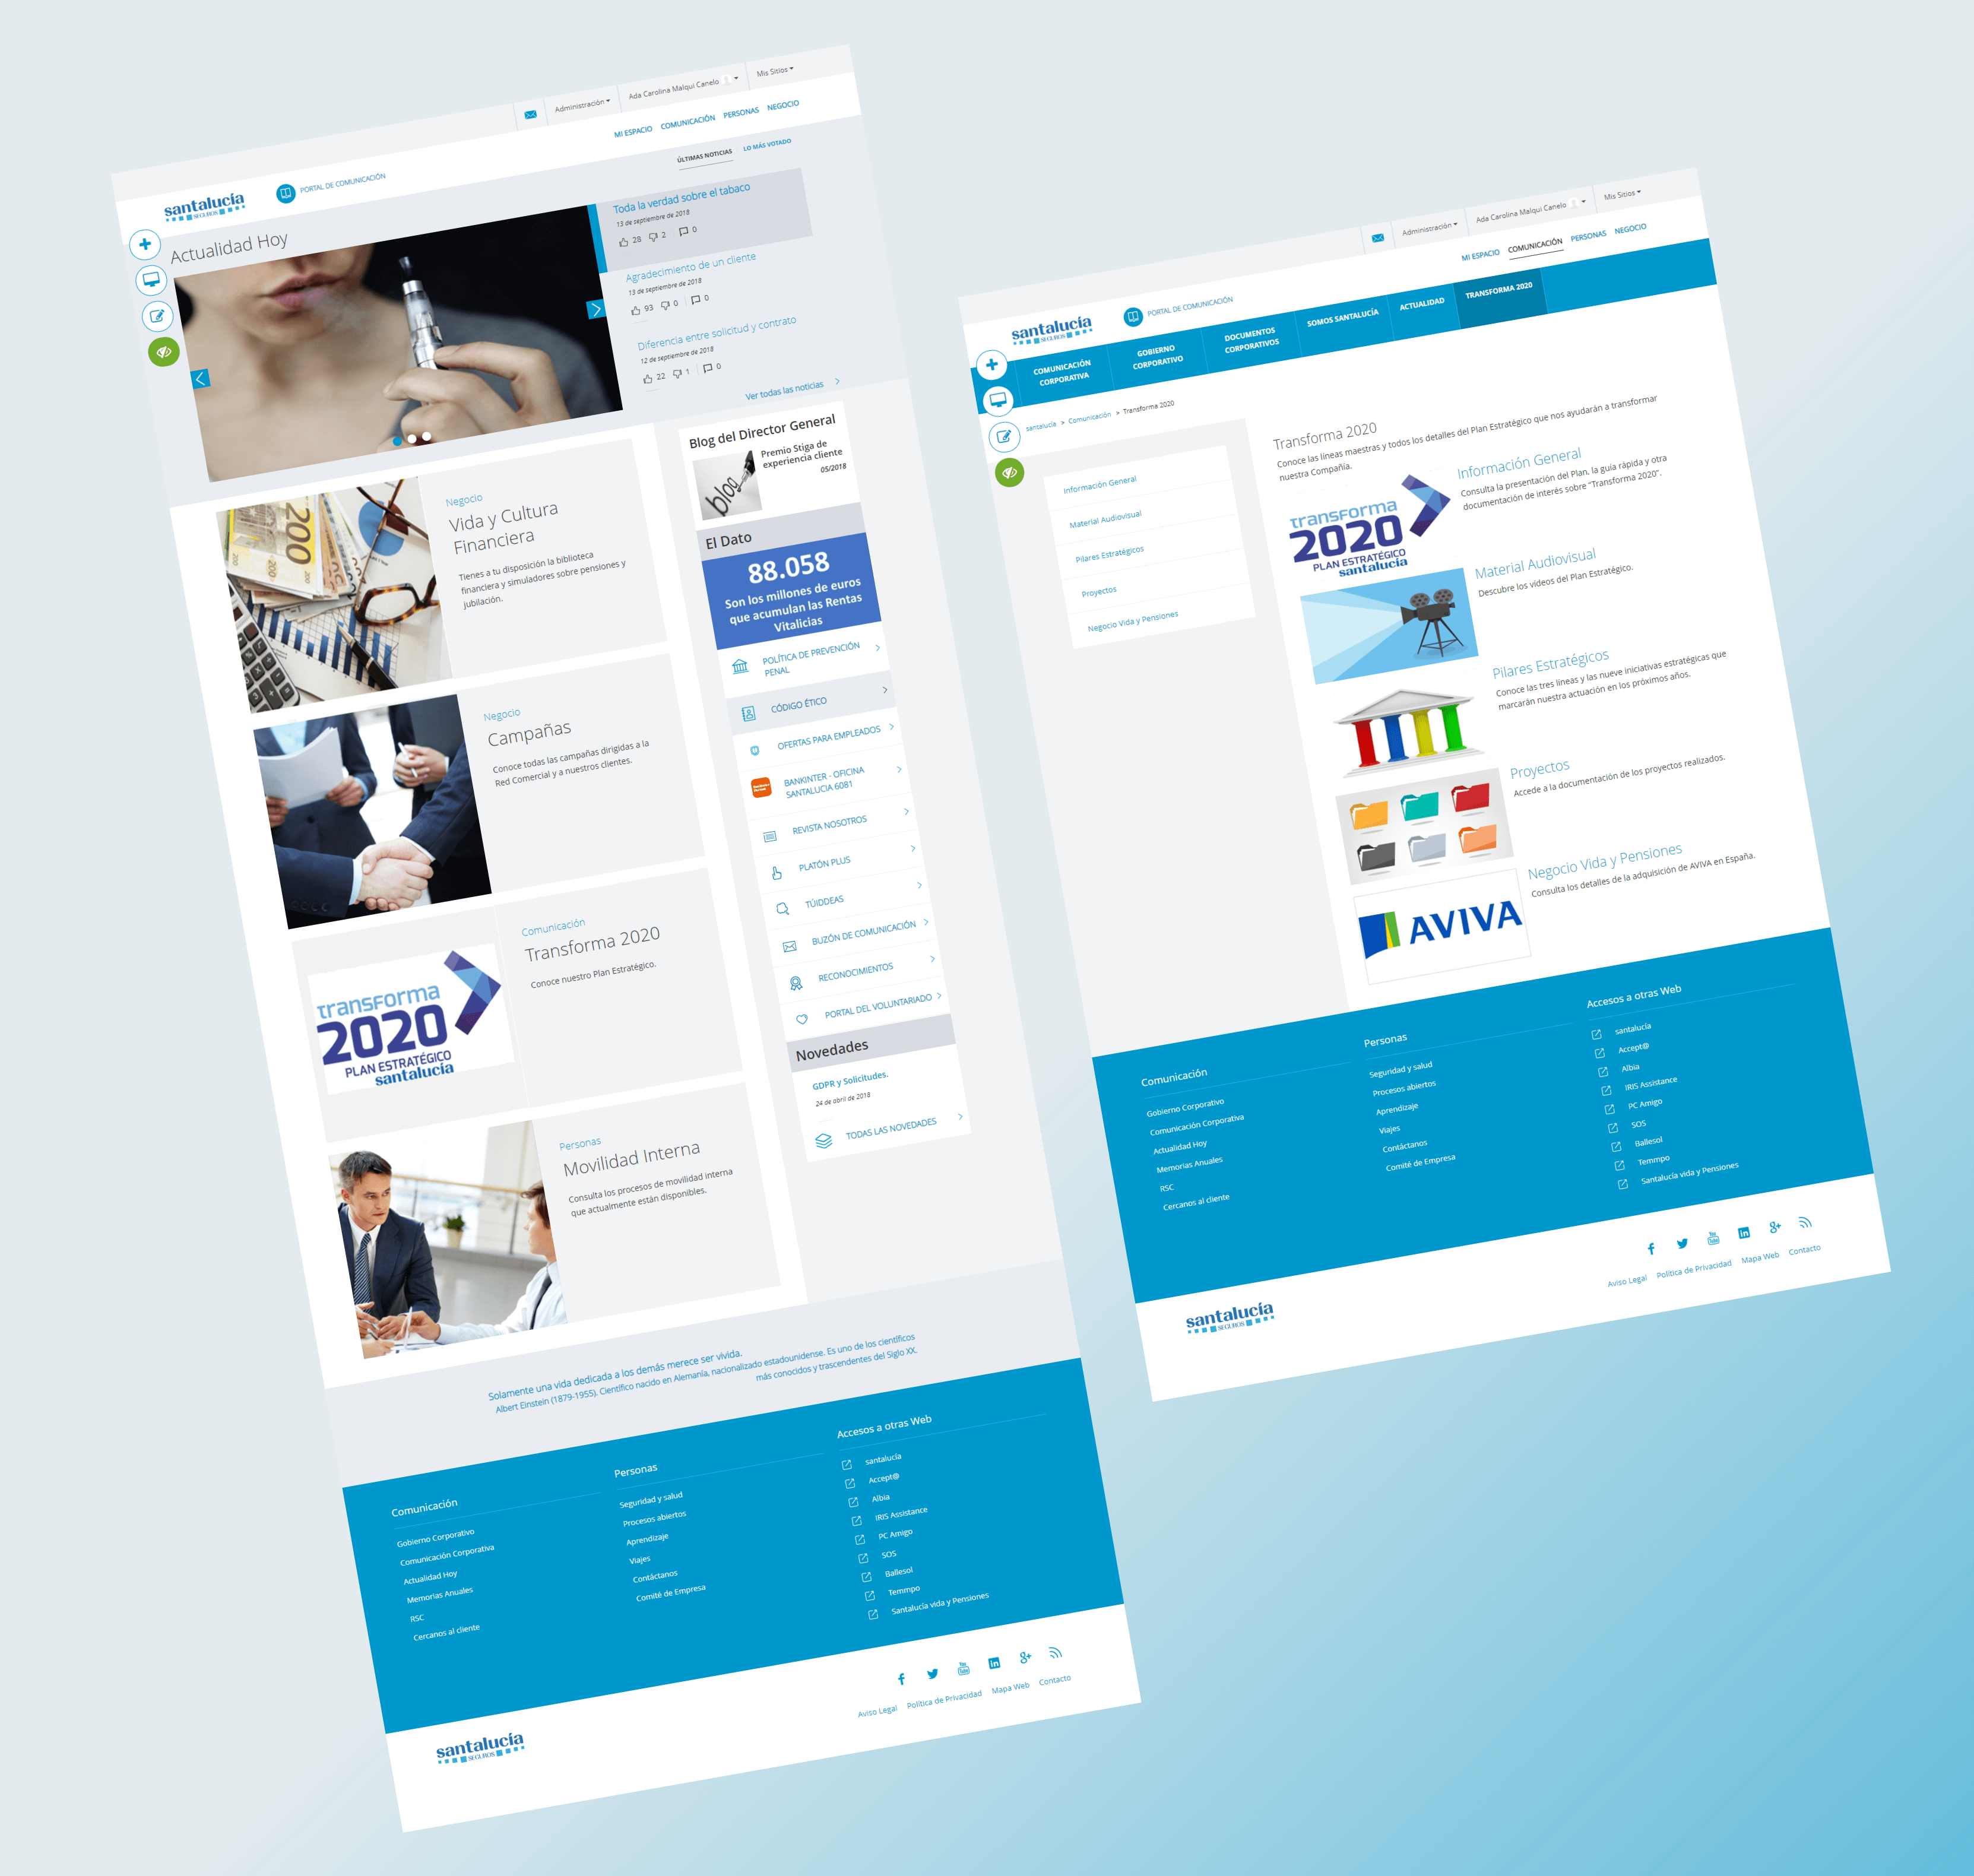 Administración
Ada Carolina Malqui Canelo
Mis Sitios
santalucía
SEGUROS
PORTAL DE COMUNICACIÓN
MI ESPACIO COMUNICACIÓN PERSONAS NEGOCIO
Actualidad Hoy
ÚLTIMAS NOTICIAS LO MÁS VOTADO
Toda la verdad sobre el tabaco
13 de septiembre de 2018
28 2 0
Agradecimiento de un cliente
13 de septiembre de 2018
93 0 0
Diferencia entre solicitud y contrato
12 de septiembre de 2018
22 1 0
Ver todas las noticias
Negocio
Vida y Cultura
Financiera
Tienes a tu disposición la biblioteca
financiera y simuladores sobre pensiones y
jubilación.
200
200
Negocio
Campañas
Conoce todas las campañas dirigidas a la
Red Comercial y a nuestros clientes.
transforma
2020
PLAN ESTRATÉGICO
santalucía
Comunicación
Transforma 2020
Conoce nuestro Plan Estratégico.
Personas
Movilidad Interna
Consulta los procesos de movilidad interna
que actualmente están disponibles.
Blog del Director General
blog
Premio Stiga de
experiencia cliente
05/2018
El Dato
88.058
Son los millones de euros
que acumulan las Rentas
Vitalicias
POLÍTICA DE PREVENCIÓN
PENAL
CÓDIGO ÉTICO
OFERTAS PARA EMPLEADOS
BANKINTER - OFICINA
SANTALUCIA 6081
REVISTA NOSOTROS
PLATÓN PLUS
TÚIDDEAS
BUZÓN DE COMUNICACIÓN
RECONOCIMIENTOS
PORTAL DEL VOLUNTARIADO
Novedades
GDPR y Solicitudes.
24 de abril de 2018
TODAS LAS NOVEDADES
Solamente una vida dedicada a los demás merece ser vivida.
Albert Einstein (1879-1955). Científico nacido en Alemania, nacionalizado estadounidense. Es uno de los científicos
más conocidos y trascendentes del Siglo XX.
Comunicación
Gobierno Corporativo
Comunicación Corporativa
Actualidad Hoy
Memorias Anuales
RSC
Cercanos al cliente
Personas
Seguridad y salud
Procesos abiertos
Aprendizaje
Viajes
Contáctanos
Comité de Empresa
Accesos a otras Web
santalucía
Accept@
Albia
IRIS Assistance
PC Amigo
SOS
Ballesol
Temmpo
Santalucía vida y Pensiones
Aviso Legal Política de Privacidad Mapa Web Contacto
santalucía
SEGUROS
Administración
Ada Carolina Malqui Canelo
Mis Sitios
santalucía
SEGUROS
PORTAL DE COMUNICACIÓN
MI ESPACIO COMUNICACIÓN PERSONAS NEGOCIO
COMUNICACIÓN
CORPORATIVA
GOBIERNO
CORPORATIVO
DOCUMENTOS
CORPORATIVOS
SOMOS SANTALUCÍA
ACTUALIDAD
TRANSFORMA 2020
santalucía > Comunicación > Transforma 2020
Información General
Material Audiovisual
Pilares Estratégicos
Proyectos
Negocio Vida y Pensiones
Transforma 2020
Conoce las líneas maestras y todos los detalles del Plan Estratégico que nos ayudarán a transformar
nuestra Compañía.
transforma
2020
PLAN ESTRATÉGICO
santalucía
Información General
Consulta la presentación del Plan, la guía rápida y otra
documentación de interés sobre "Transforma 2020".
Material Audiovisual
Descubre los vídeos del Plan Estratégico.
Pilares Estratégicos
Conoce las tres líneas y las nueve iniciativas estratégicas que
marcarán nuestra actuación en los próximos años.
Proyectos
Accede a la documentación de los proyectos realizados.
AVIVA
Negocio Vida y Pensiones
Consulta los detalles de la adquisición de AVIVA en España.
Comunicación
Gobierno Corporativo
Comunicación Corporativa
Actualidad Hoy
Memorias Anuales
RSC
Cercanos al cliente
Personas
Seguridad y salud
Procesos abiertos
Aprendizaje
Viajes
Contáctanos
Comité de Empresa
Accesos a otras Web
santalucía
Accept@
Albia
IRIS Assistance
PC Amigo
SOS
Ballesol
Temmpo
Santalucía vida y Pensiones
Aviso Legal Política de Privacidad Mapa Web Contacto
santalucía
SEGUROS